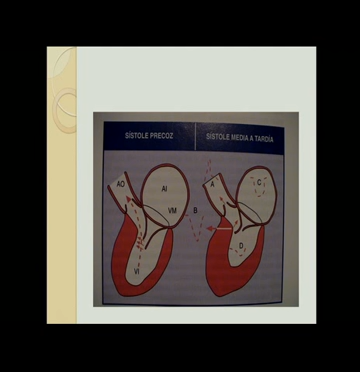 SÍSTOLE PRECOZ
SÍSTOLE MEDIA A TARDÍA
AO
AI
VM
VI
A
B
C
D